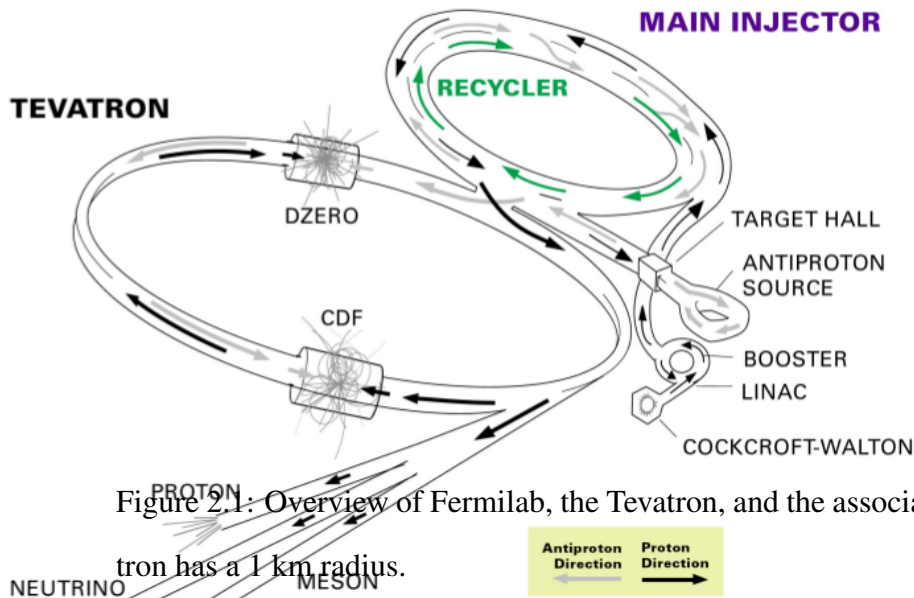 MAIN INJECTOR
RECYCLER
TEVATRON
DZERO
TARGET HALL
ANTIPROTON
SOURCE
CDF
BOOSTER
LINAC
COCKCROFT-WALTON
PROTON
Figure 2.1: Overview of Fermilab, the Tevatron, and the associa
Antiproton Direction
Proton Direction
tron has a 1 km radius.
NEUTRINO
MESON